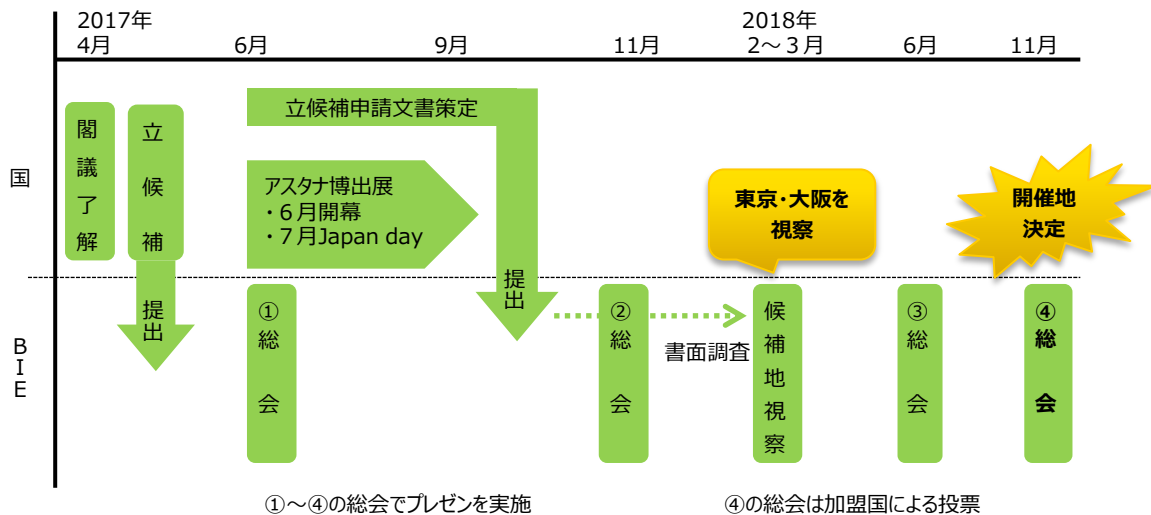 2017年
4月
6月
9月
11月
2018年
2～３月
6月
11月
国
閣議了解
立候補
提出
立候補申請文書策定
提出
アスタナ博出展
・６月開幕
・７月Japan day
東京・大阪を
視察
開催地
決定
BIE
①総会
②総会
書面調査
候補地視察
③総会
④総会
①～④の総会でプレゼンを実施
④の総会は加盟国による投票